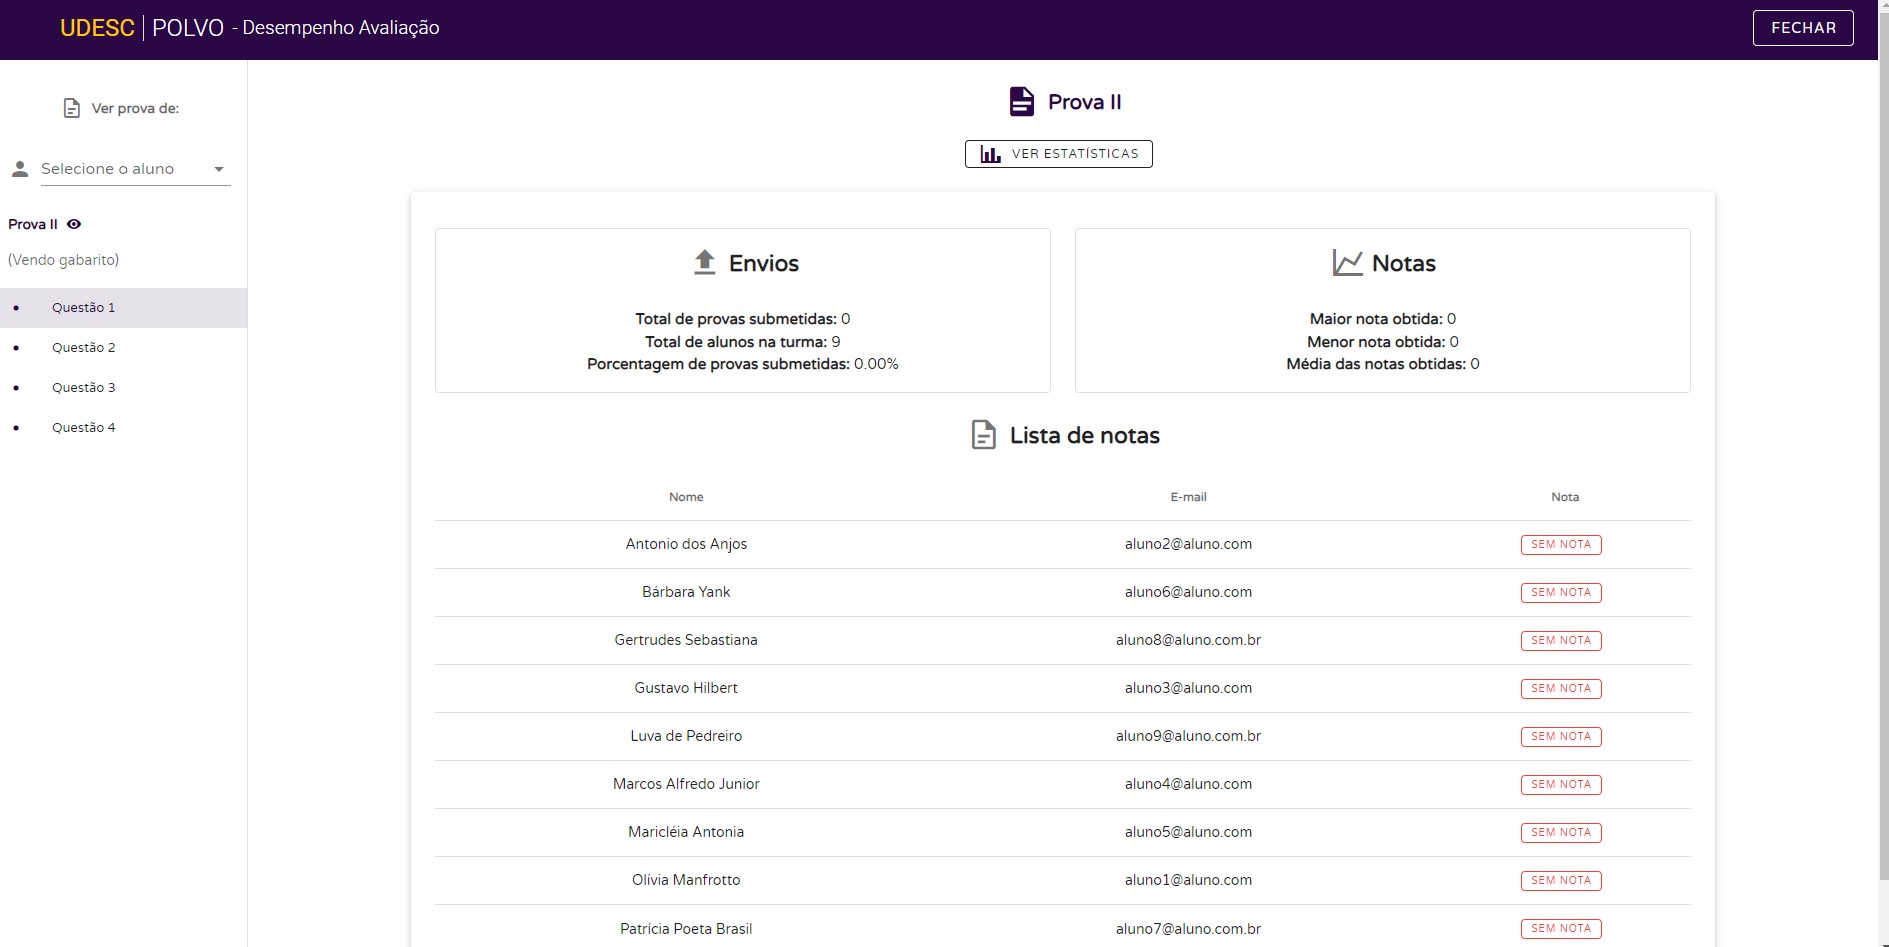 UDESC | POLVO - Desempenho Avaliação
FECHAR
Ver prova de:
Selecione o aluno
Prova II
(Vendo gabarito)
• Questão 1
• Questão 2
• Questão 3
• Questão 4
Prova II
VER ESTATÍSTICAS
Envios
Total de provas submetidas: 0
Total de alunos na turma: 9
Porcentagem de provas submetidas: 0.00%
Notas
Maior nota obtida: 0
Menor nota obtida: 0
Média das notas obtidas: 0
Lista de notas
Nome E-mail Nota
Antonio dos Anjos aluno2@aluno.com SEM NOTA
Bárbara Yank aluno6@aluno.com SEM NOTA
Gertrudes Sebastiana aluno8@aluno.com.br SEM NOTA
Gustavo Hilbert aluno3@aluno.com SEM NOTA
Luva de Pedreiro aluno9@aluno.com.br SEM NOTA
Marcos Alfredo Junior aluno4@aluno.com SEM NOTA
Maricléia Antonia aluno5@aluno.com SEM NOTA
Olívia Manfrotto aluno1@aluno.com SEM NOTA
Patrícia Poeta Brasil aluno7@aluno.com.br SEM NOTA